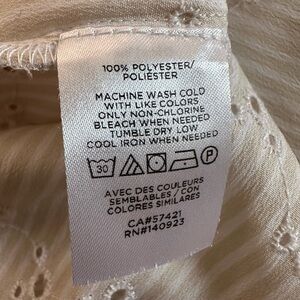 100% POLYESTER/
POLIÉSTER
MACHINE WASH COLD
WITH LIKE COLORS
ONLY NON-CHLORINE
BLEACH WHEN NEEDED
TUMBLE DRY LOW
COOL IRON WHEN NEEDED
30 P
AVEC DES COULEURS
SEMBLABLES / CON
COLORES SIMILARES
CA#57421
RN#140923